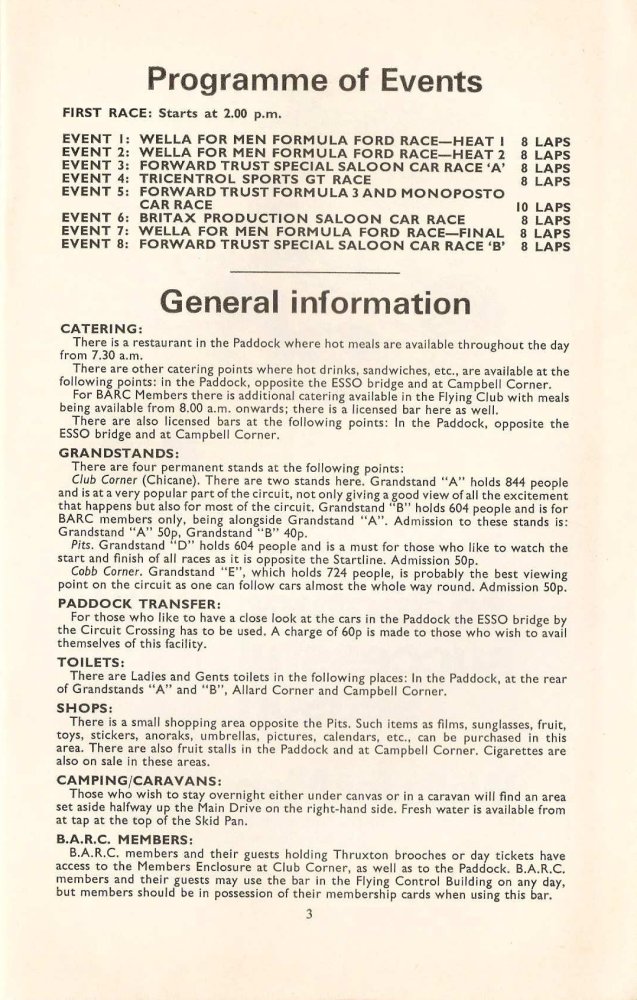 Programme of Events
FIRST RACE: Starts at 2.00 p.m.
EVENT 1: WELLA FOR MEN FORMULA FORD RACE—HEAT 1 8 LAPS
EVENT 2: WELLA FOR MEN FORMULA FORD RACE—HEAT 2 8 LAPS
EVENT 3: FORWARD TRUST SPECIAL SALOON CAR RACE 'A' 8 LAPS
EVENT 4: TRICENTROL SPORTS GT RACE 8 LAPS
EVENT 5: FORWARD TRUST FORMULA 3 AND MONOPOSTO
CAR RACE 10 LAPS
EVENT 6: BRITAX PRODUCTION SALOON CAR RACE 8 LAPS
EVENT 7: WELLA FOR MEN FORMULA FORD RACE—FINAL 8 LAPS
EVENT 8: FORWARD TRUST SPECIAL SALOON CAR RACE 'B' 8 LAPS
General information
CATERING:
There is a restaurant in the Paddock where hot meals are available throughout the day
from 7.30 a.m.
There are other catering points where hot drinks, sandwiches, etc., are available at the
following points: in the Paddock, opposite the ESSO bridge and at Campbell Corner.
For BARC Members there is additional catering available in the Flying Club with meals
being available from 8.00 a.m. onwards; there is a licensed bar here as well.
There are also licensed bars at the following points: In the Paddock, opposite the
ESSO bridge and at Campbell Corner.
GRANDSTANDS:
There are four permanent stands at the following points:
Club Corner (Chicane). There are two stands here. Grandstand "A" holds 844 people
and is at a very popular part of the circuit, not only giving a good view of all the excitement
that happens but also for most of the circuit. Grandstand "B" holds 604 people and is for
BARC members only, being alongside Grandstand "A". Admission to these stands is:
Grandstand "A" 50p, Grandstand "B" 40p.
Pits. Grandstand "D" holds 604 people and is a must for those who like to watch the
start and finish of all races as it is opposite the Startline. Admission 50p.
Cobb Corner. Grandstand "E", which holds 724 people, is probably the best viewing
point on the circuit as one can follow cars almost the whole way round. Admission 50p.
PADDOCK TRANSFER:
For those who like to have a close look at the cars in the Paddock the ESSO bridge by
the Circuit Crossing has to be used. A charge of 60p is made to those who wish to avail
themselves of this facility.
TOILETS:
There are Ladies and Gents toilets in the following places: In the Paddock, at the rear
of Grandstands "A" and "B", Allard Corner and Campbell Corner.
SHOPS:
There is a small shopping area opposite the Pits. Such items as films, sunglasses, fruit,
toys, stickers, anoraks, umbrellas, pictures, calendars, etc., can be purchased in this
area. There are also fruit stalls in the Paddock and at Campbell Corner. Cigarettes are
also on sale in these areas.
CAMPING/CARAVANS:
Those who wish to stay overnight either under canvas or in a caravan will find an area
set aside halfway up the Main Drive on the right-hand side. Fresh water is available from
at tap at the top of the Skid Pan.
B.A.R.C. MEMBERS:
B.A.R.C. members and their guests holding Thruxton brooches or day tickets have
access to the Members Enclosure at Club Corner, as well as to the Paddock. B.A.R.C.
members and their guests may use the bar in the Flying Control Building on any day,
but members should be in possession of their membership cards when using this bar.
3